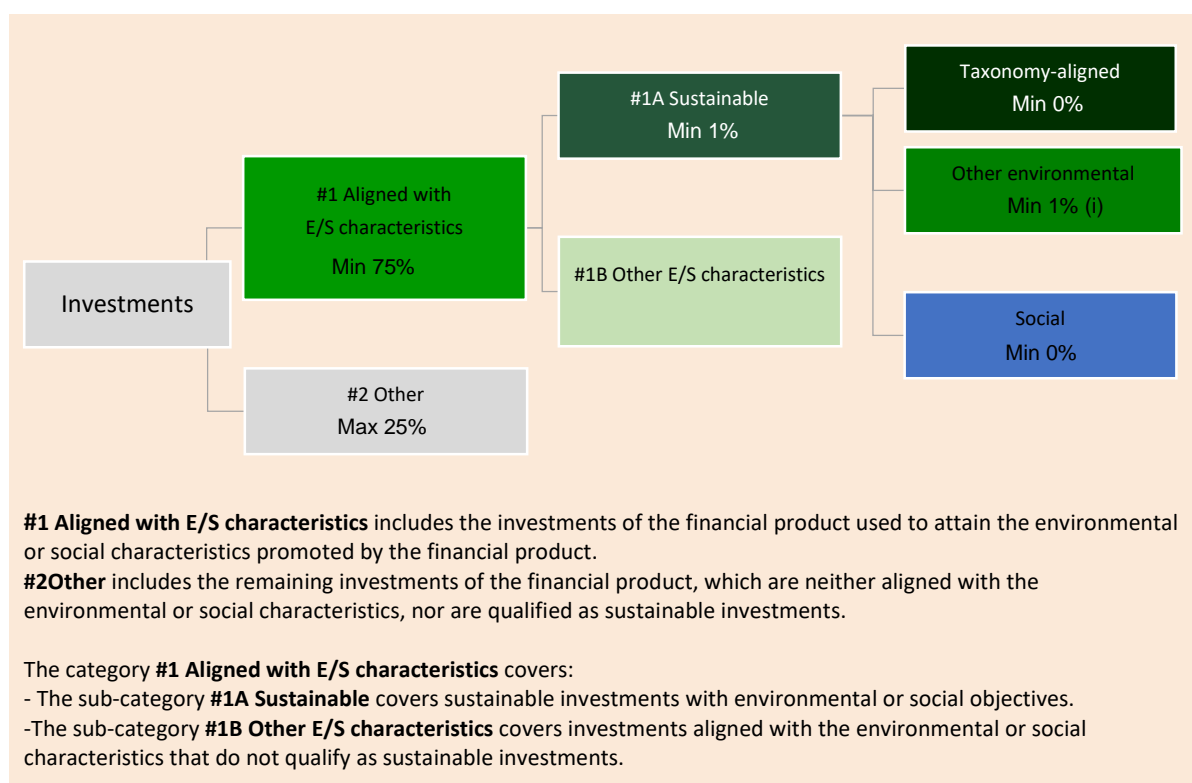 Taxonomy-aligned
Min 0%
#1A Sustainable
Min 1%
Other environmental
Min 1% (i)
#1 Aligned with
E/S characteristics
Min 75%
#1B Other E/S characteristics
Investments
Social
Min 0%
#2 Other
Max 25%
#1 Aligned with E/S characteristics includes the investments of the financial product used to attain the environmental
or social characteristics promoted by the financial product.
#2Other includes the remaining investments of the financial product, which are neither aligned with the
environmental or social characteristics, nor are qualified as sustainable investments.
The category #1 Aligned with E/S characteristics covers:
- The sub-category #1A Sustainable covers sustainable investments with environmental or social objectives.
-The sub-category #1B Other E/S characteristics covers investments aligned with the environmental or social
characteristics that do not qualify as sustainable investments.